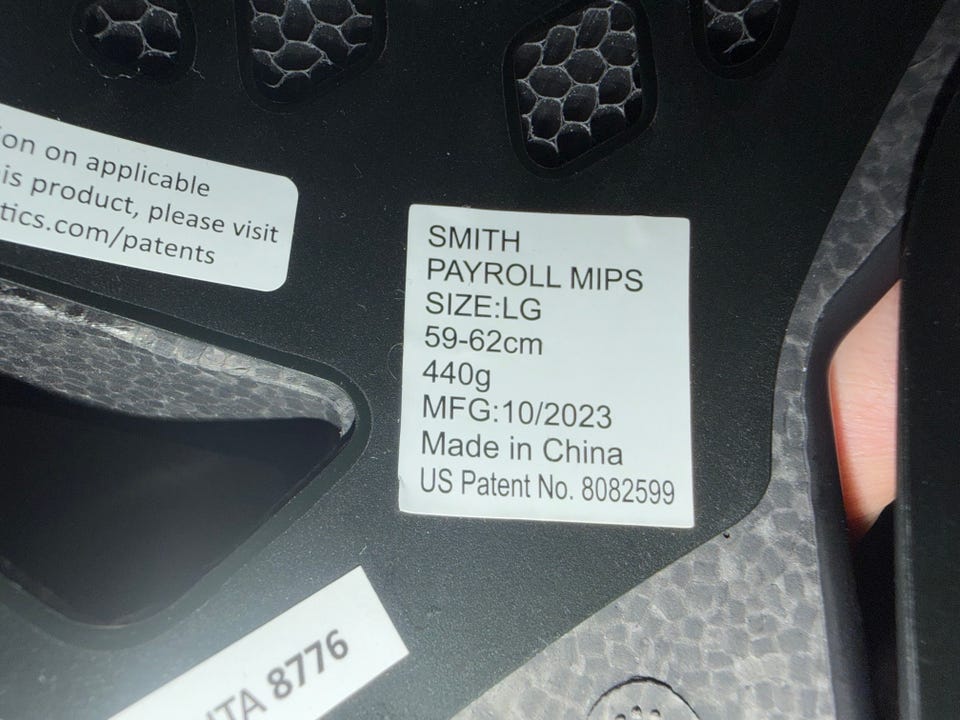 on on applicable
is product, please visit
tics.com/patents
SMITH
PAYROLL MIPS
SIZE:LG
59-62cm
440g
MFG:10/2023
Made in China
US Patent No. 8082599
TA 8776